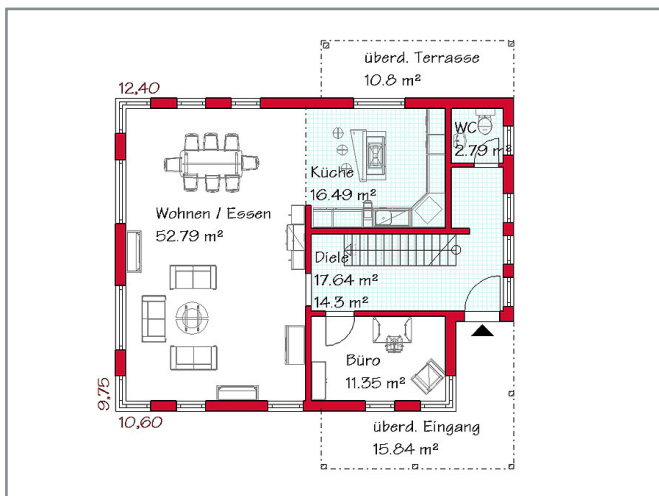 überd. Terrasse
10.8 m²
12,40
WC
2.79 m²
Küche
16.49 m²
Wohnen / Essen
52.79 m²
Diele
17.64 m²
14.3 m²
Büro
11.35 m²
9,75
10,60
überd. Eingang
15.84 m²